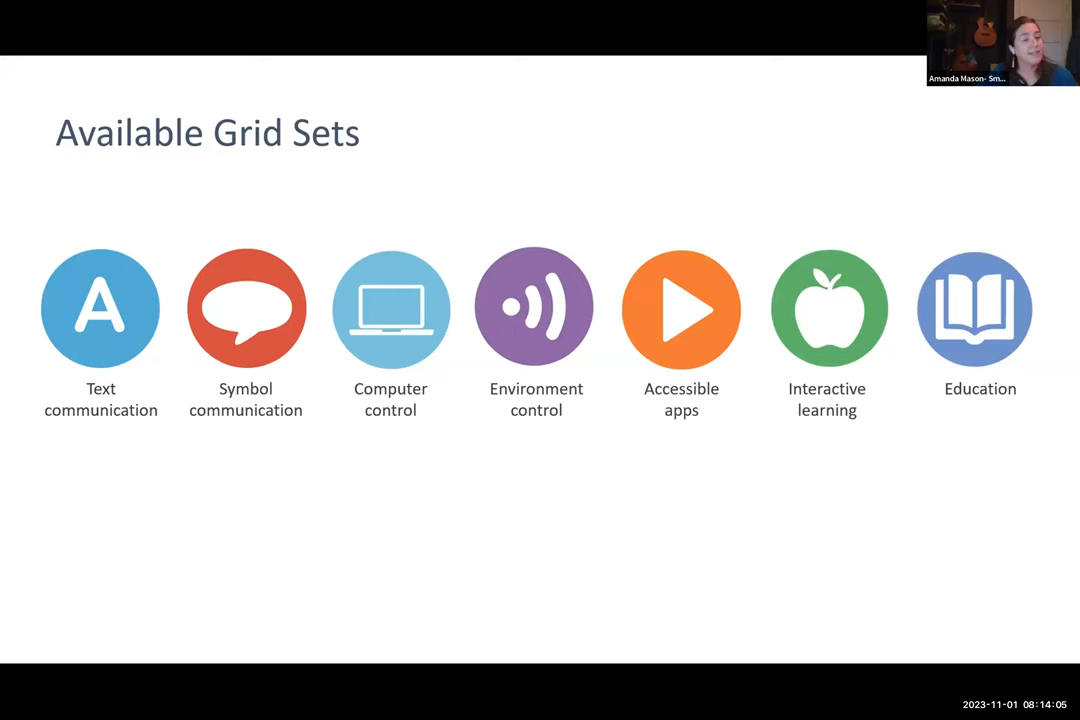 Amanda Mason- Sm...
Available Grid Sets
A
Text
communication
Symbol
communication
Computer
control
Environment
control
Accessible
apps
Interactive
learning
Education
2023-11-01 08:14:05